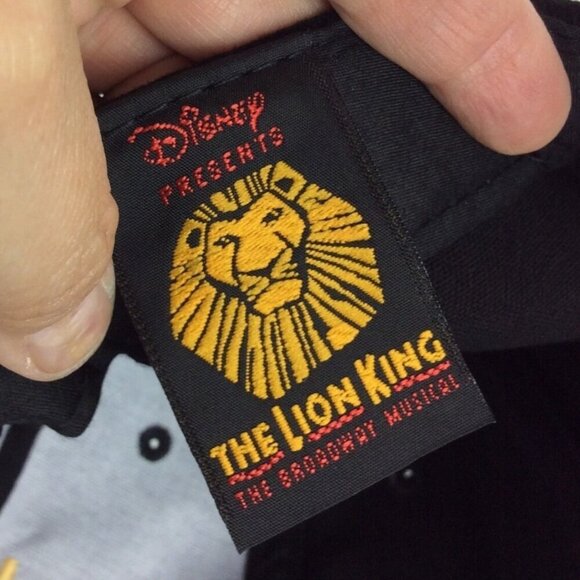 Disney
PRESENTS
THE LION KING
THE BROADWAY MUSICAL